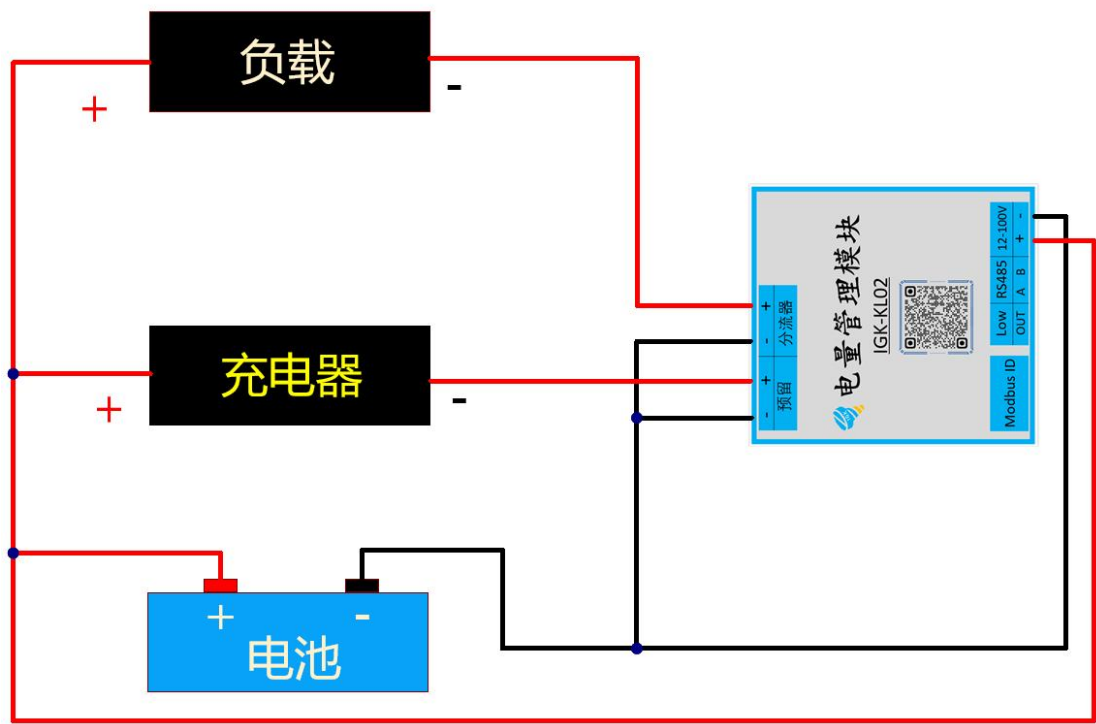 负载
+
-
充电器
+
-
电池
+
-
电量管理模块
IGK-KL02
+
-
分流器
+
-
预留
12-100V
-
+
RS485
B
A
Low
OUT
Modbus ID